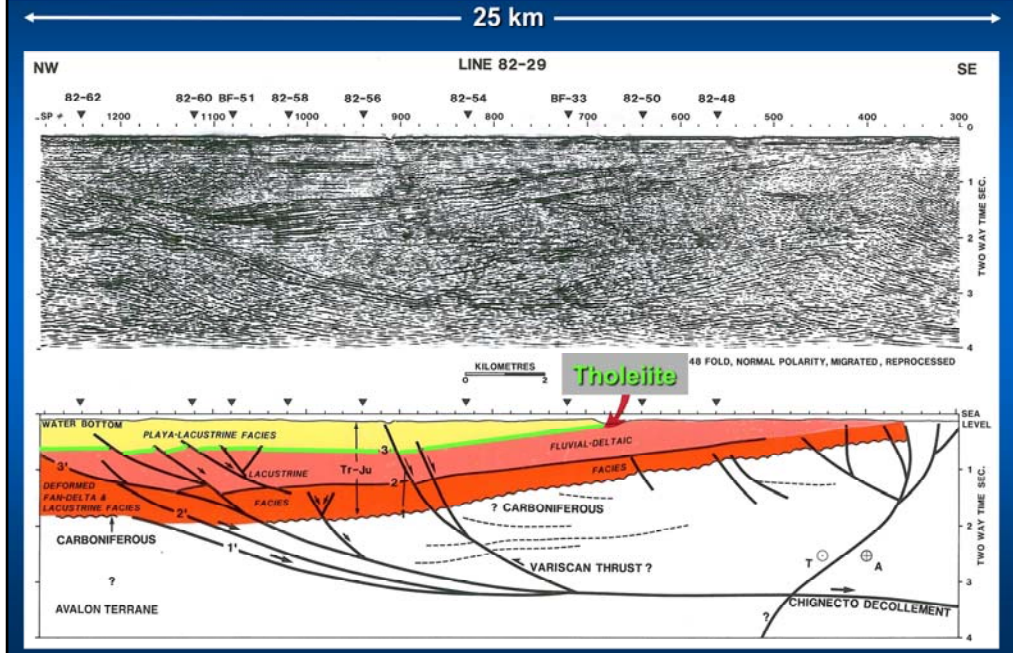 25 km
NW LINE 82-29 SE
82-62 82-60 BF-51 82-58 82-56 82-54 BF-33 82-50 82-48
-SP # 1200 1100 1000 900 800 700 600 500 400 300
0
1
2
3
4
TWO WAY TIME SEC.
KILOMETRES
0 2
48 FOLD, NORMAL POLARITY, MIGRATED, REPROCESSED
Tholeiite
SEA
LEVEL
WATER BOTTOM
PLAYA-LACUSTRINE FACIES
FLUVIAL-DELTAIC
3
3'
LACUSTRINE
Tr-Ju
2
FACIES
1
DEFORMED
FAN-DELTA &
LACUSTRINE FACIES
FACIES
2'
? CARBONIFEROUS
CARBONIFEROUS
1'
2
TWO WAY TIME SEC.
VARISCAN THRUST ?
T A
?
3
AVALON TERRANE
CHIGNECTO DECOLLEMENT
?
4